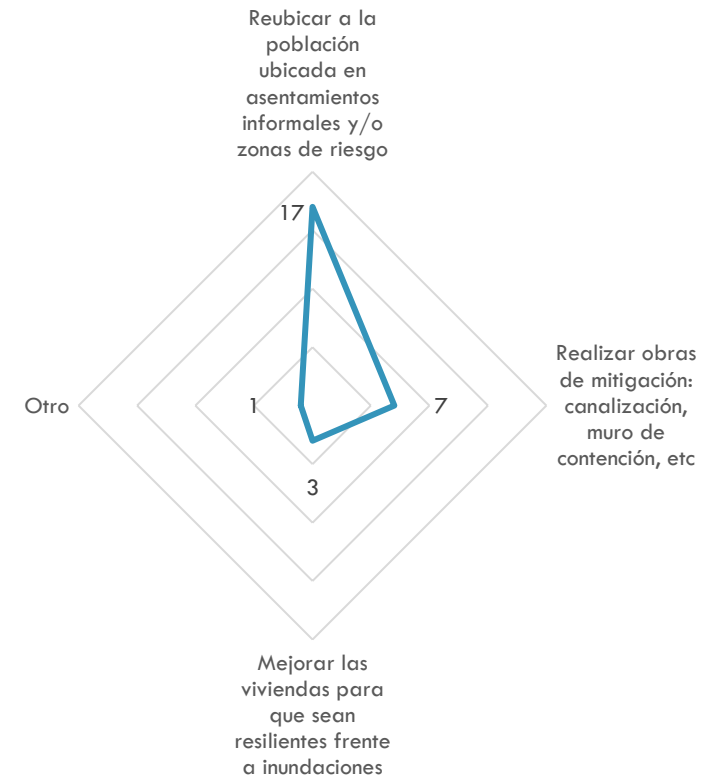 Reubicar a la
población
ubicada en
asentamientos
informales y/o
zonas de riesgo
17
Realizar obras
de mitigación:
canalización,
muro de
contención, etc
7
Otro
1
3
Mejorar las
viviendas para
que sean
resilientes frente
a inundaciones